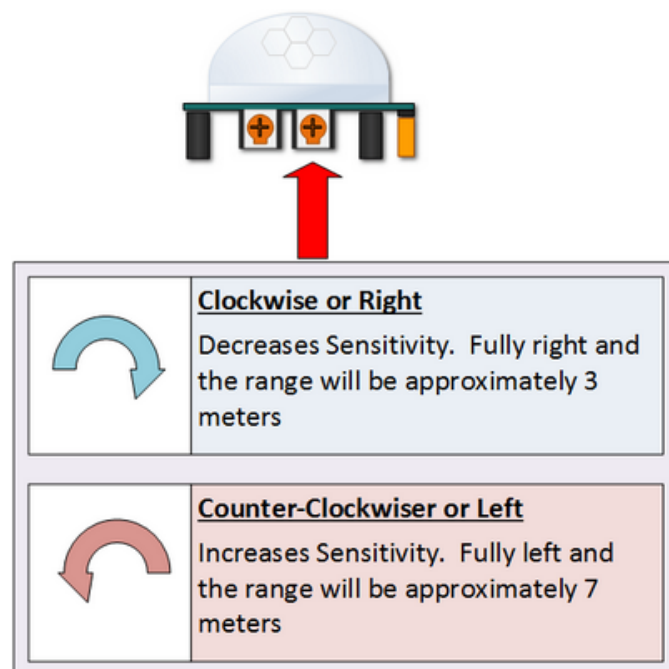 Clockwise or Right
Decreases Sensitivity.  Fully right and
the range will be approximately 3
meters
Counter-Clockwiser or Left
Increases Sensitivity.  Fully left and
the range will be approximately 7
meters